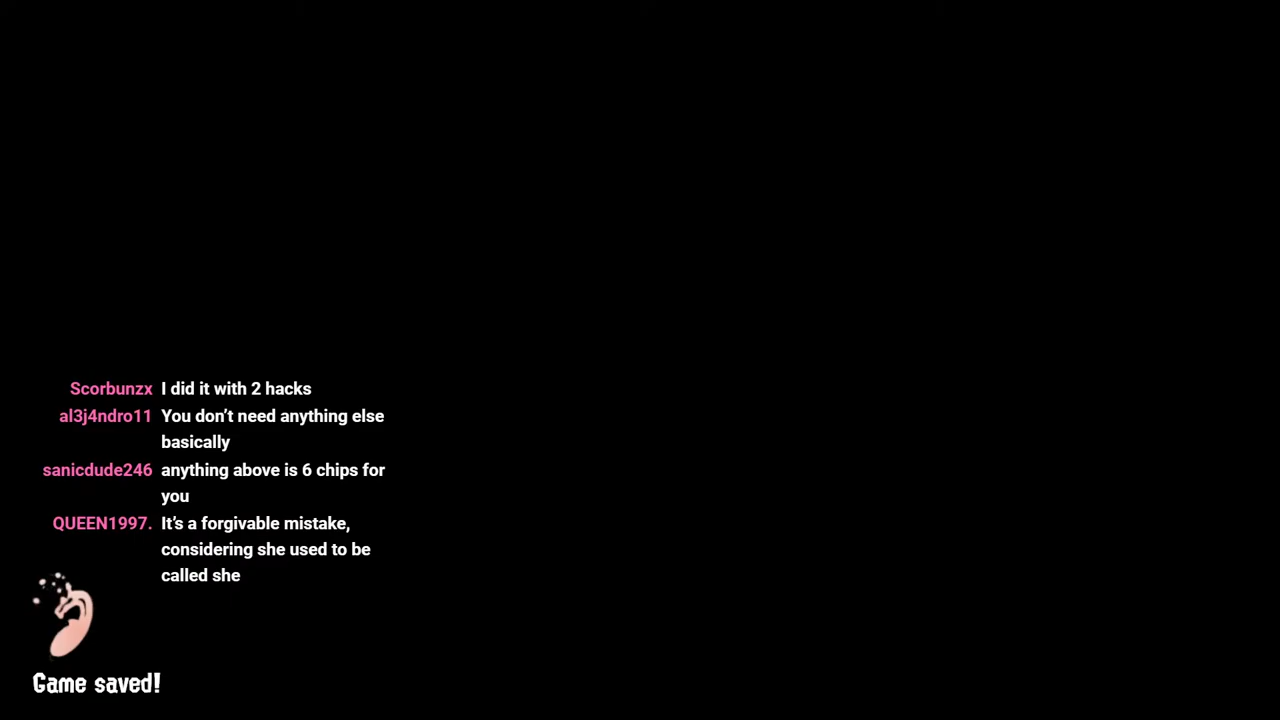 Scorbunzx I did it with 2 hacks
al3j4ndro11 You don’t need anything else
basically
sanicdude246 anything above is 6 chips for
you
QUEEN1997. It’s a forgivable mistake,
considering she used to be
called she
Game saved!